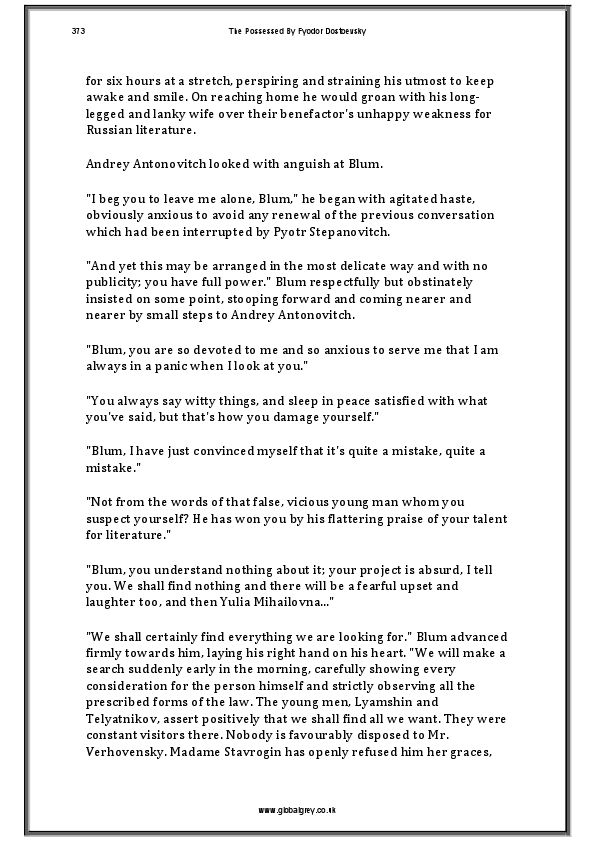 373
The Possessed By Fyodor Dostoevsky
for six hours at a stretch, perspiring and straining his utmost to keep
awake and smile. On reaching home he would groan with his long-
legged and lanky wife over their benefactor's unhappy weakness for
Russian literature.
Andrey Antonovitch looked with anguish at Blum.
"I beg you to leave me alone, Blum," he began with agitated haste,
obviously anxious to avoid any renewal of the previous conversation
which had been interrupted by Pyotr Stepanovitch.
"And yet this may be arranged in the most delicate way and with no
publicity; you have full power." Blum respectfully but obstinately
insisted on some point, stooping forward and coming nearer and
nearer by small steps to Andrey Antonovitch.
"Blum, you are so devoted to me and so anxious to serve me that I am
always in a panic when I look at you."
"You always say witty things, and sleep in peace satisfied with what
you've said, but that's how you damage yourself."
"Blum, I have just convinced myself that it's quite a mistake, quite a
mistake."
"Not from the words of that false, vicious young man whom you
suspect yourself? He has won you by his flattering praise of your talent
for literature."
"Blum, you understand nothing about it; your project is absurd, I tell
you. We shall find nothing and there will be a fearful upset and
laughter too, and then Yulia Mihailovna..."
"We shall certainly find everything we are looking for." Blum advanced
firmly towards him, laying his right hand on his heart. "We will make a
search suddenly early in the morning, carefully showing every
consideration for the person himself and strictly observing all the
prescribed forms of the law. The young men, Lyamshin and
Telyatnikov, assert positively that we shall find all we want. They were
constant visitors there. Nobody is favourably disposed to Mr.
Verhovensky. Madame Stavrogin has openly refused him her graces,
www.globalgrey.co.uk